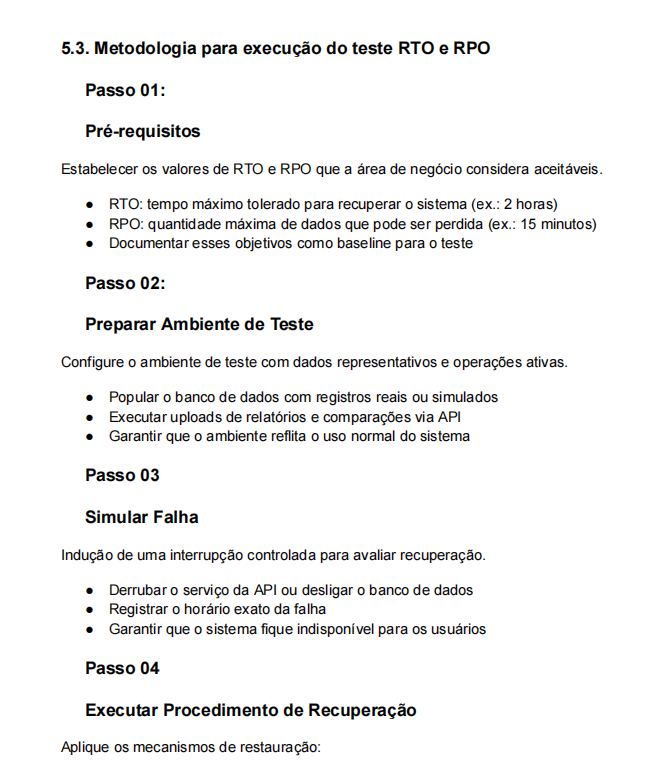 5.3. Metodologia para execução do teste RTO e RPO
Passo 01:
Pré-requisitos
Estabelecer os valores de RTO e RPO que a área de negócio considera aceitáveis.
● RTO: tempo máximo tolerado para recuperar o sistema (ex.: 2 horas)
● RPO: quantidade máxima de dados que pode ser perdida (ex.: 15 minutos)
● Documentar esses objetivos como baseline para o teste
Passo 02:
Preparar Ambiente de Teste
Configure o ambiente de teste com dados representativos e operações ativas.
● Popular o banco de dados com registros reais ou simulados
● Executar uploads de relatórios e comparações via API
● Garantir que o ambiente reflita o uso normal do sistema
Passo 03
Simular Falha
Indução de uma interrupção controlada para avaliar recuperação.
● Derrubar o serviço da API ou desligar o banco de dados
● Registrar o horário exato da falha
● Garantir que o sistema fique indisponível para os usuários
Passo 04
Executar Procedimento de Recuperação
Aplique os mecanismos de restauração: